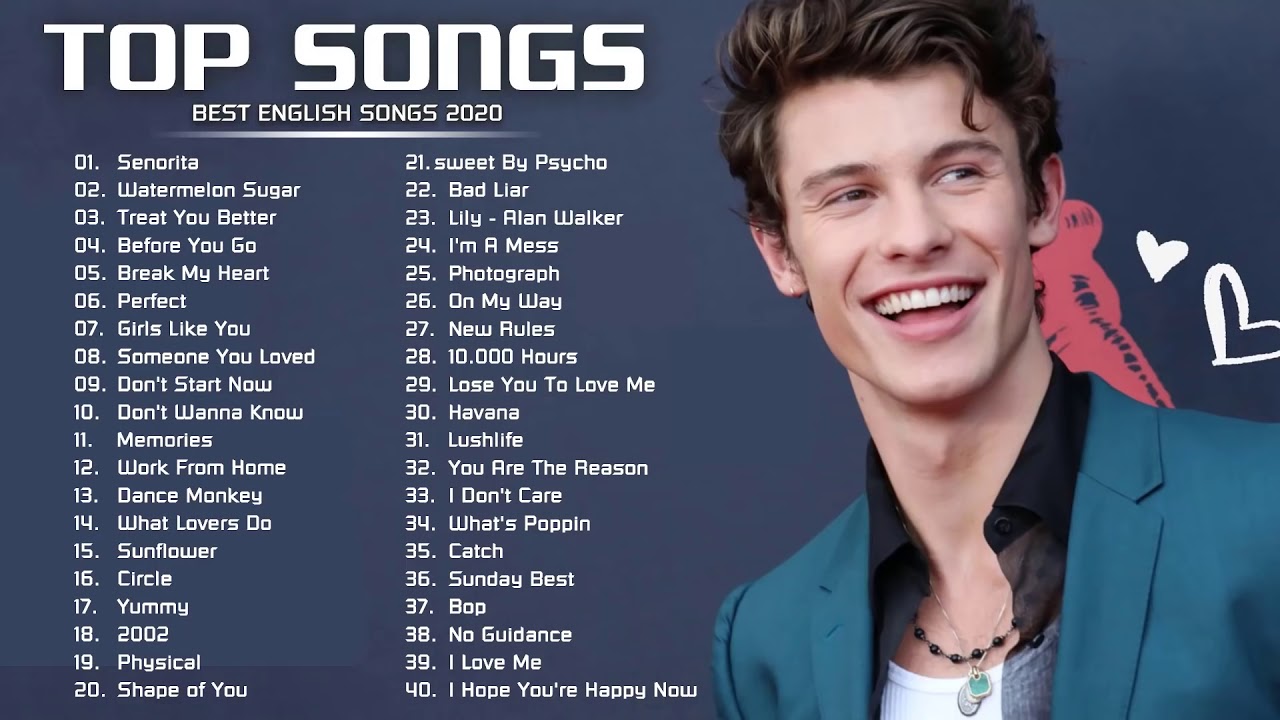 TOP SONGS
BEST ENGLISH SONGS 2020
01. Senorita
02. Watermelon Sugar
03. Treat You Better
04. Before You Go
05. Break My Heart
06. Perfect
07. Girls Like You
08. Someone You Loved
09. Don't Start Now
10. Don't Wanna Know
11. Memories
12. Work From Home
13. Dance Monkey
14. What Lovers Do
15. Sunflower
16. Circle
17. Yummy
18. 2002
19. Physical
20. Shape of You
21. sweet By Psycho
22. Bad Liar
23. Lily - Alan Walker
24. I'm A Mess
25. Photograph
26. On My Way
27. New Rules
28. 10.000 Hours
29. Lose You To Love Me
30. Havana
31. Lushlife
32. You Are The Reason
33. I Don't Care
34. What's Poppin
35. Catch
36. Sunday Best
37. Bop
38. No Guidance
39. I Love Me
40. I Hope You're Happy Now